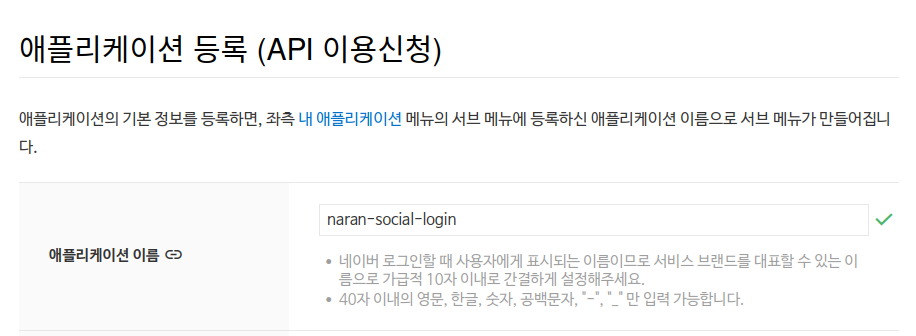 애플리케이션 등록 (API 이용신청)
애플리케이션의 기본 정보를 등록하면, 좌측 내 애플리케이션 메뉴의 서브 메뉴에 등록하신 애플리케이션 이름으로 서브 메뉴가 만들어집니
다.
naran-social-login
애플리케이션 이름
• 네이버 로그인할 때 사용자에게 표시되는 이름이므로 서비스 브랜드를 대표할 수 있는 이
름으로 가급적 10자 이내로 간결하게 설정해주세요.
• 40자 이내의 영문, 한글, 숫자, 공백문자, "-", "_" 만 입력 가능합니다.